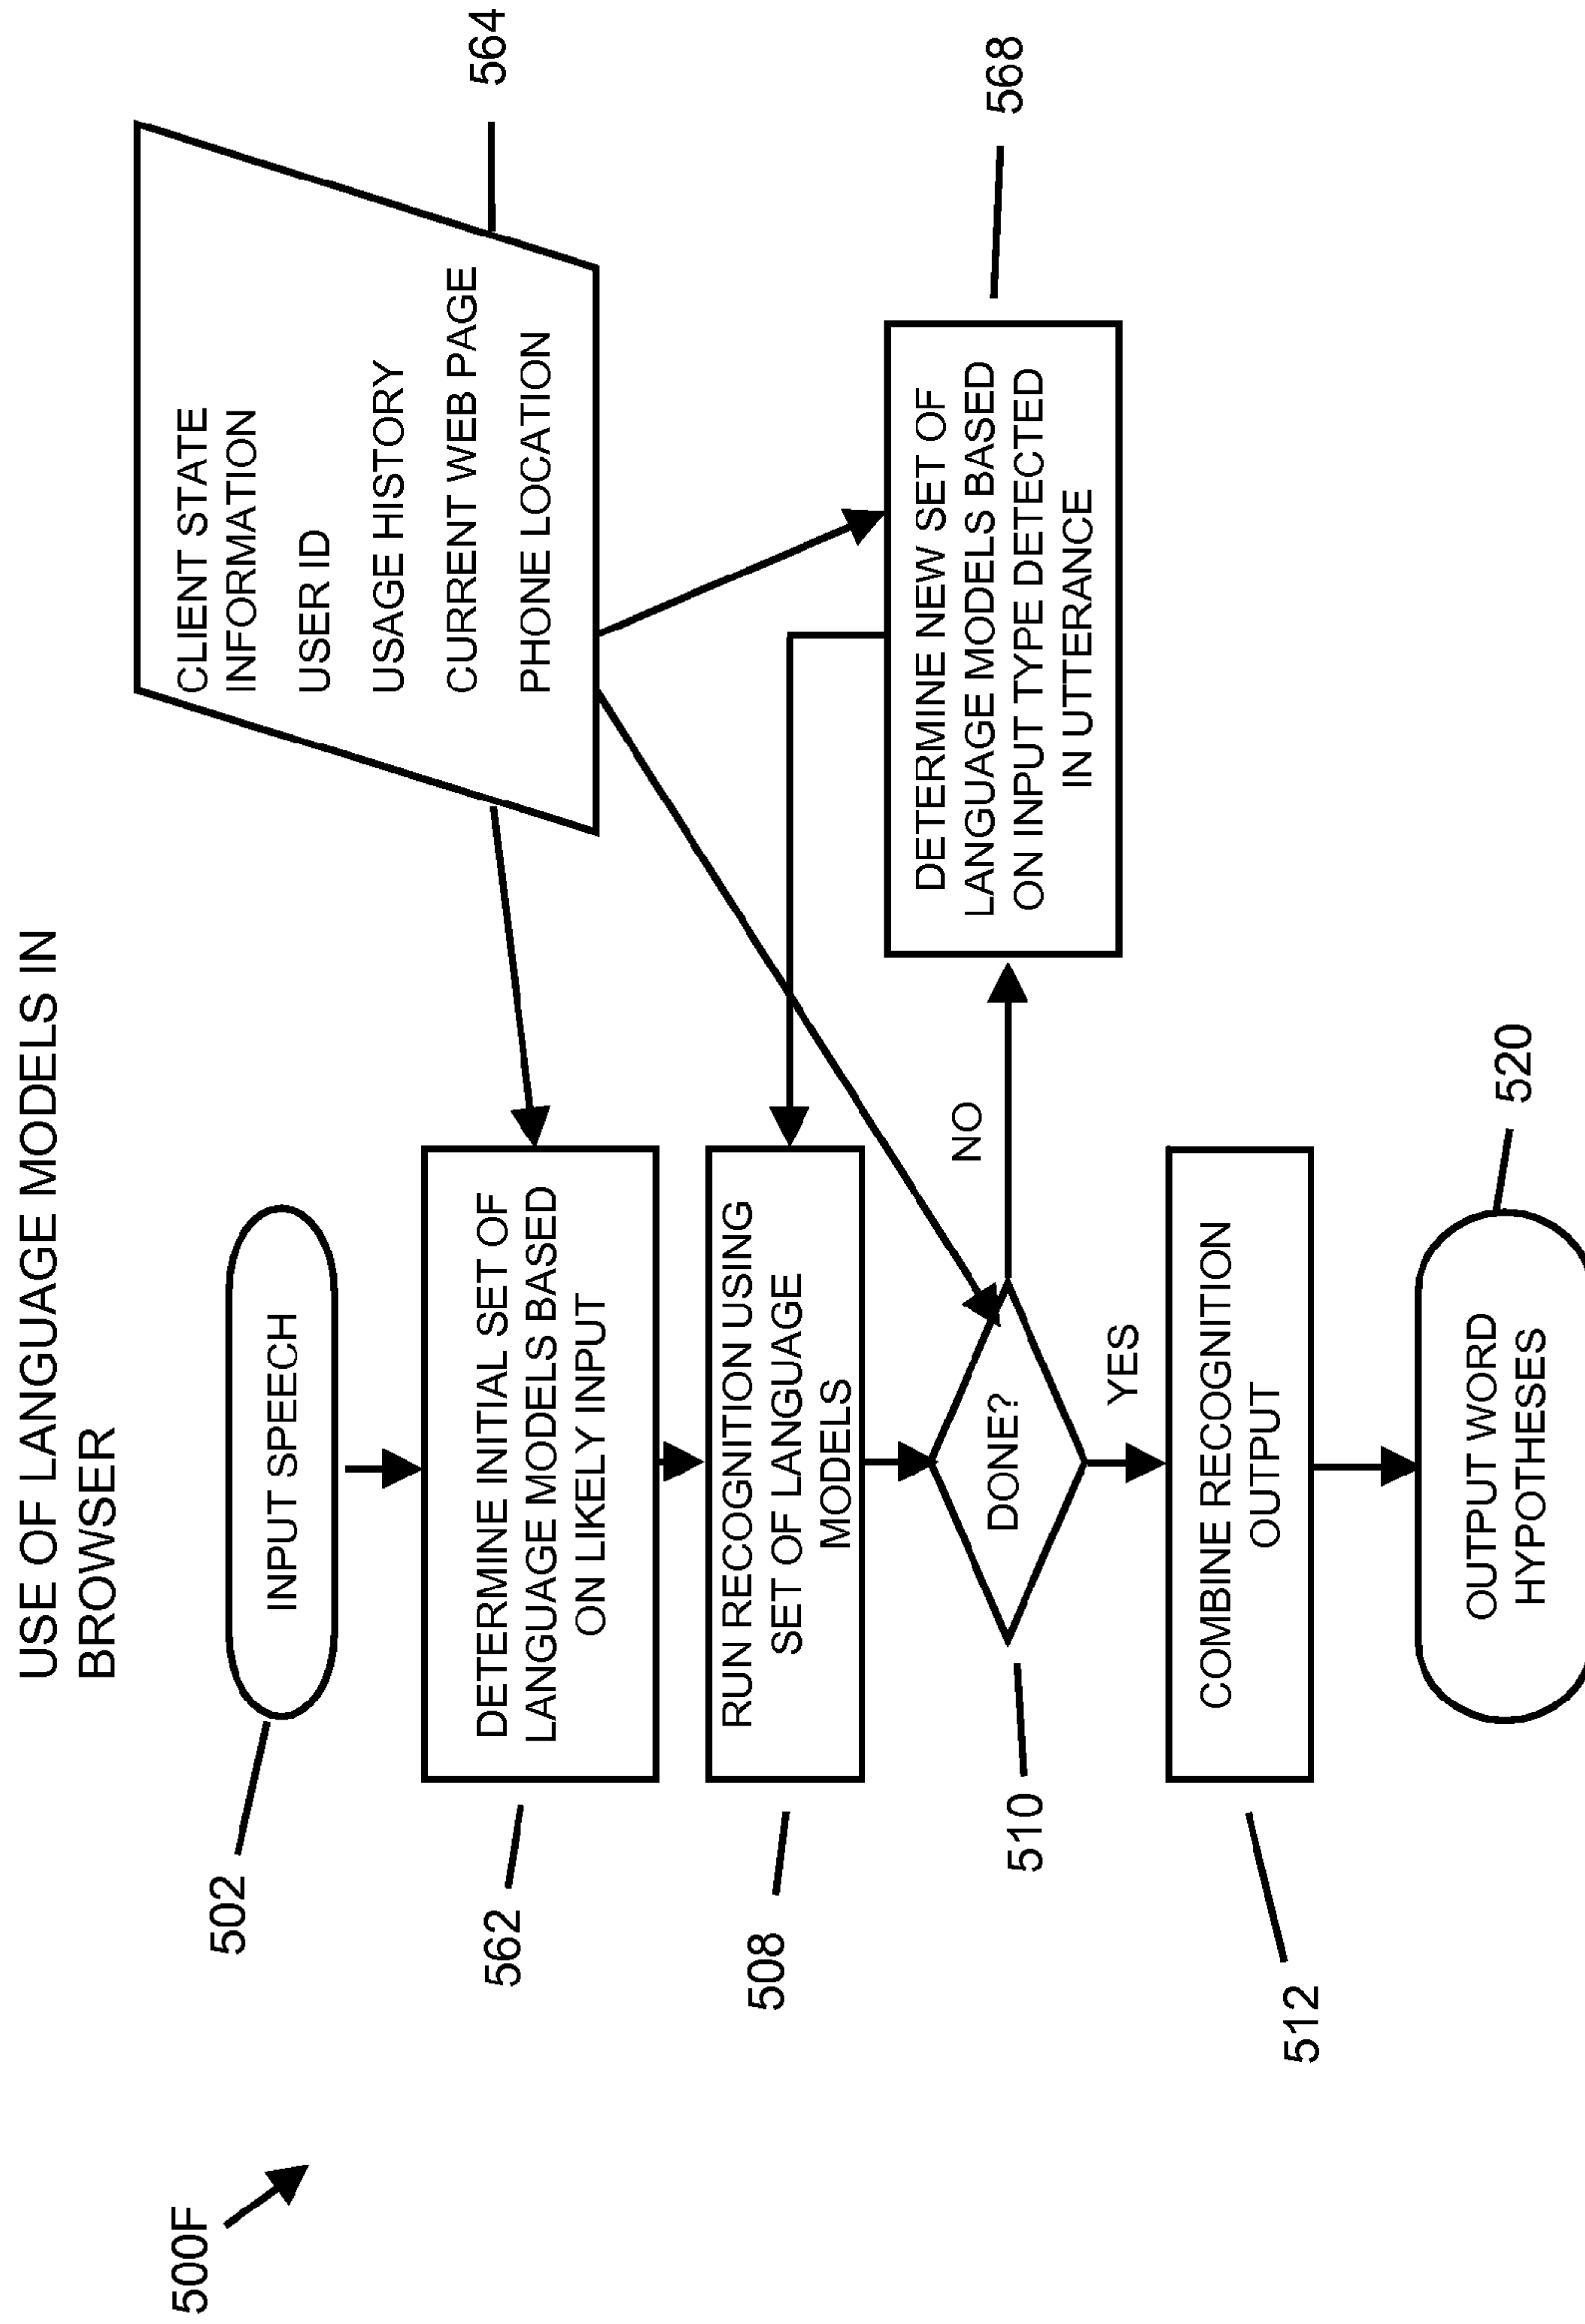 USE OF LANGUAGE MODELS IN
BROWSER
500F
502
INPUT SPEECH
CLIENT STATE
INFORMATION
USER ID
USAGE HISTORY
CURRENT WEB PAGE
PHONE LOCATION
564
562
DETERMINE INITIAL SET OF
LANGUAGE MODELS BASED
ON LIKELY INPUT
508
RUN RECOGNITION USING
SET OF LANGUAGE
MODELS
510
DONE?
NO
YES
DETERMINE NEW SET OF
LANGUAGE MODELS BASED
ON INPUT TYPE DETECTED
IN UTTERANCE
568
512
COMBINE RECOGNITION
OUTPUT
OUTPUT WORD
HYPOTHESES
520